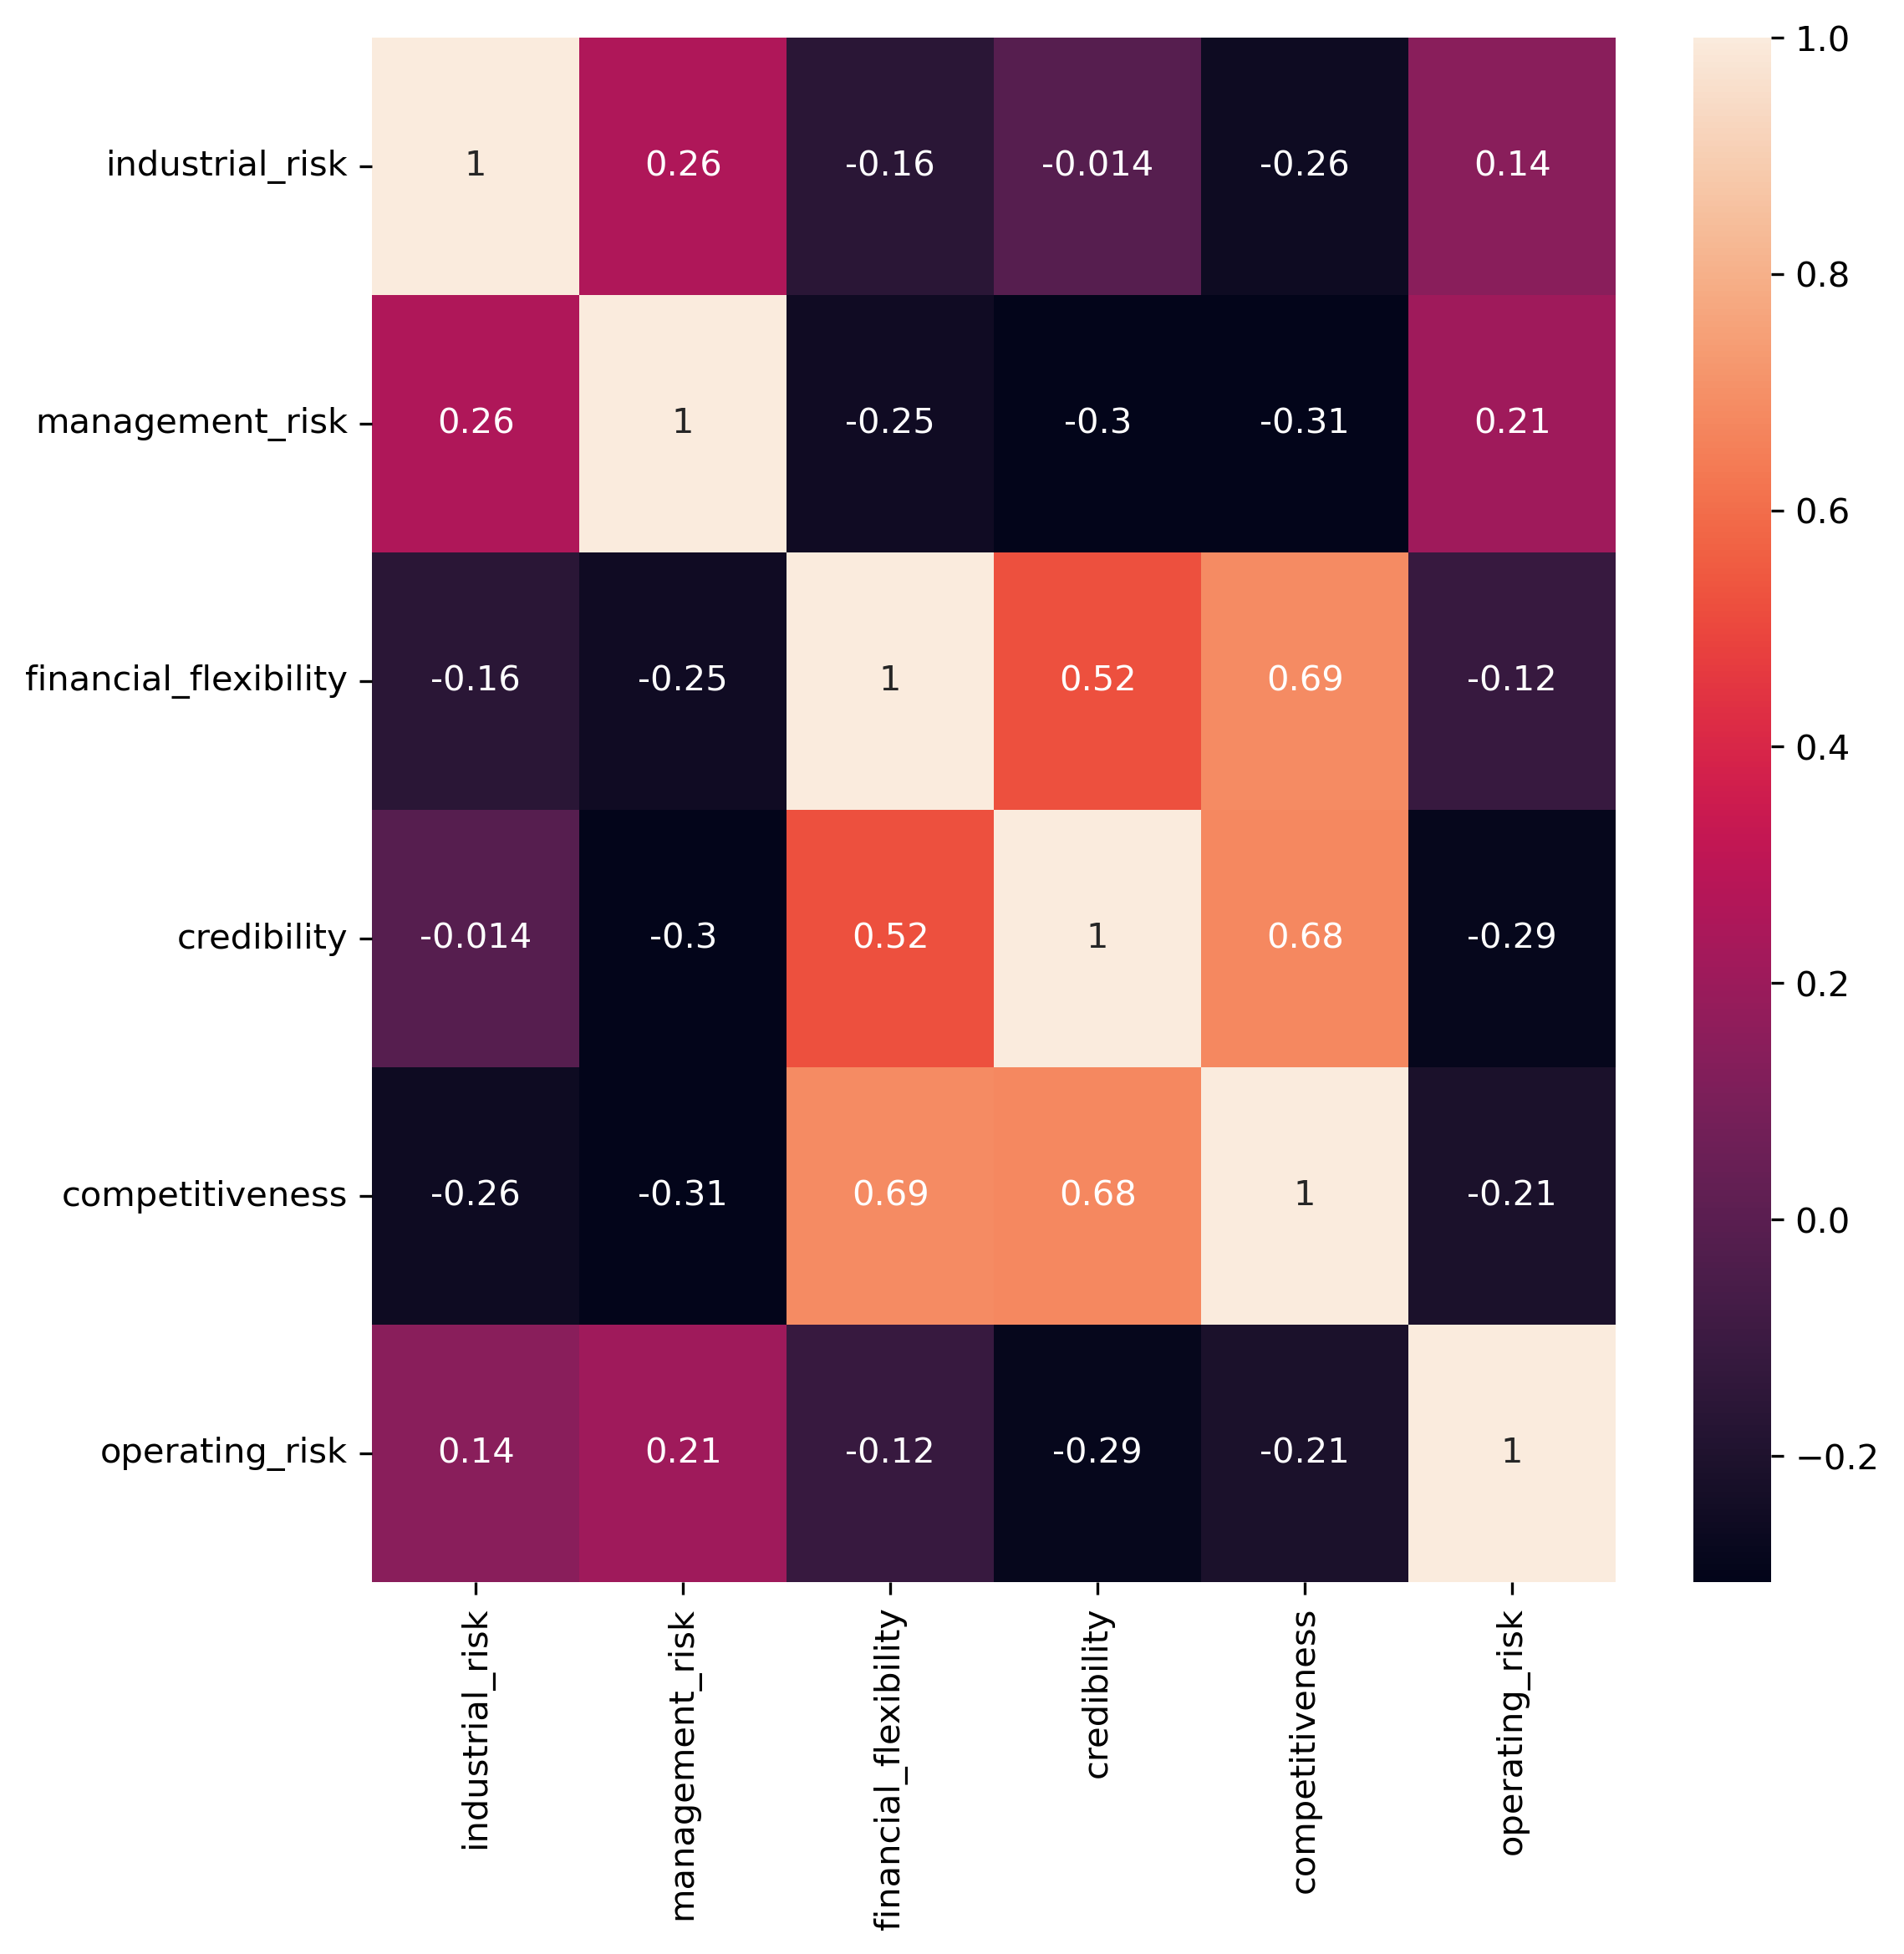 industrial_risk 1 0.26 -0.16 -0.014 -0.26 0.14
management_risk 0.26 1 -0.25 -0.3 -0.31 0.21
financial_flexibility -0.16 -0.25 1 0.52 0.69 -0.12
credibility -0.014 -0.3 0.52 1 0.68 -0.29
competitiveness -0.26 -0.31 0.69 0.68 1 -0.21
operating_risk 0.14 0.21 -0.12 -0.29 -0.21 1
industrial_risk
management_risk
financial_flexibility
credibility
competitiveness
operating_risk
1.0
0.8
0.6
0.4
0.2
0.0
−0.2